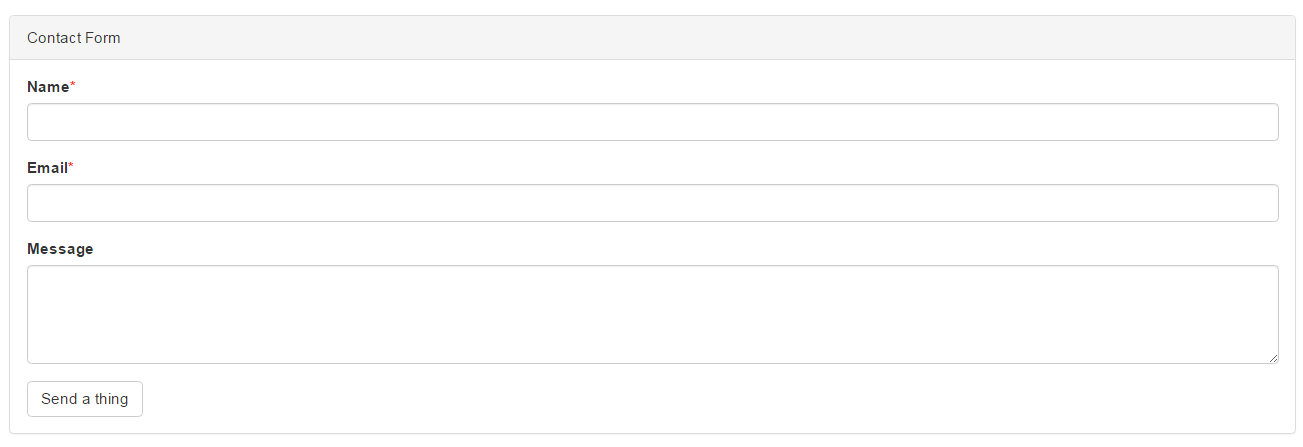 Contact Form
Name*
Email*
Message
Send a thing